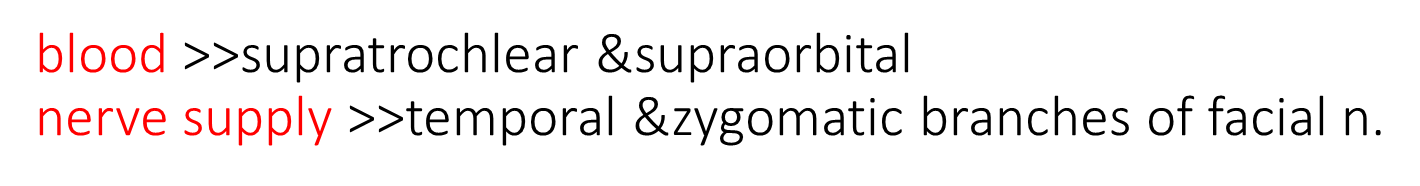 blood >>supratrochlear &supraorbital
nerve supply >>temporal &zygomatic branches of facial n.